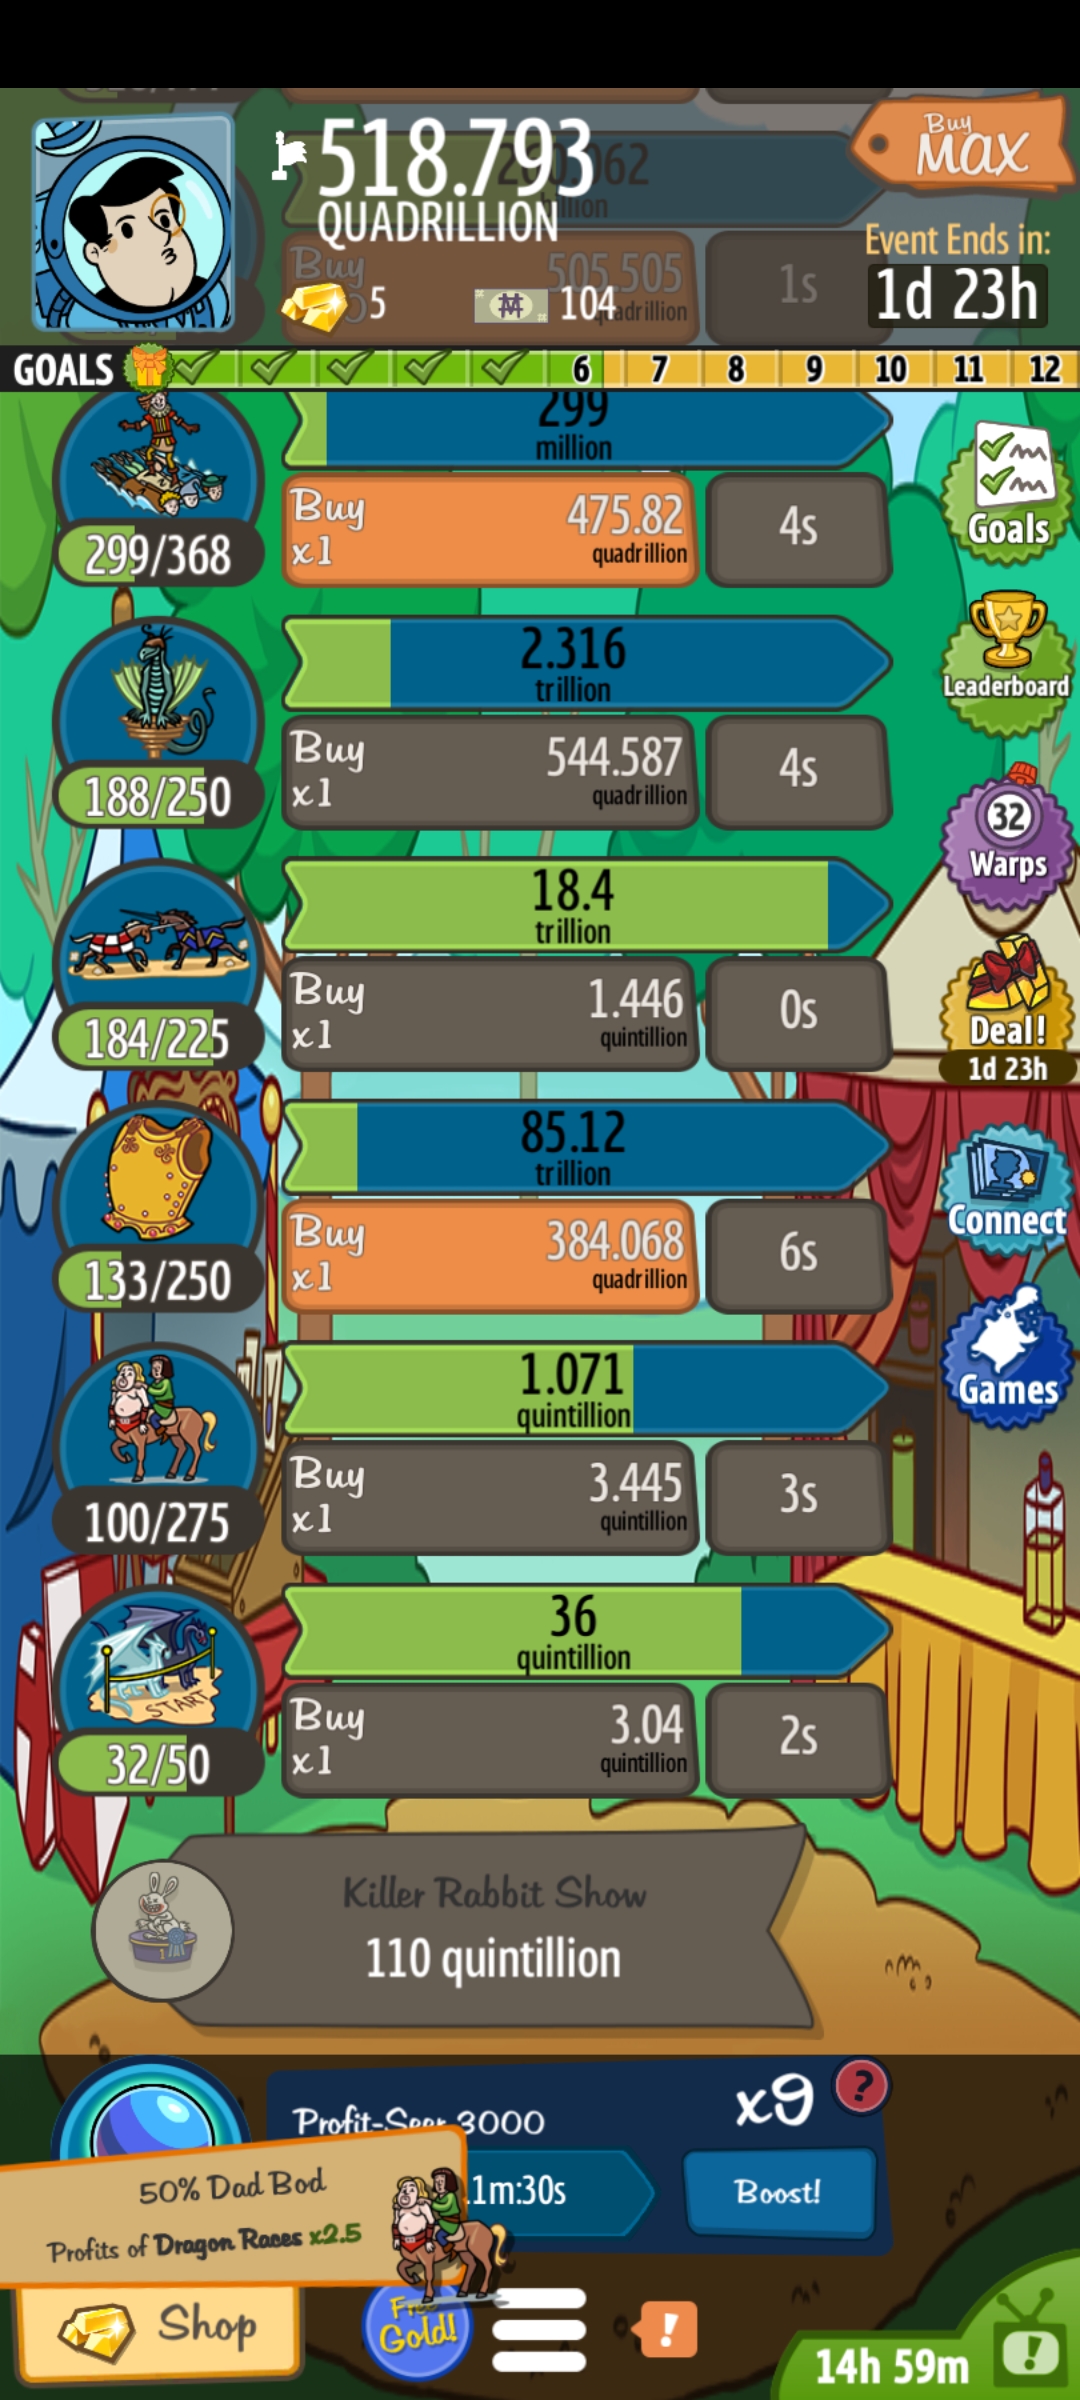 518.793
QUADRILLION
Buy
MAX
5
104
Event Ends in:
1d 23h
Buy
505.505
quadrillion
1s
GOALS 6 7 8 9 10 11 12
299
million
Buy
x1
475.82
quadrillion
4s
299/368
Goals
2.316
trillion
Buy
x1
544.587
quadrillion
4s
188/250
Leaderboard
32
Warps
18.4
trillion
Buy
x1
1.446
quintillion
0s
184/225
Deal!
1d 23h
85.12
trillion
Buy
x1
384.068
quadrillion
6s
133/250
Connect
1.071
quintillion
Buy
x1
3.445
quintillion
3s
100/275
Games
36
quintillion
Buy
x1
3.04
quintillion
2s
START
32/50
Killer Rabbit Show
110 quintillion
1
Profit-Seer 3000
x9
?
1m:30s
Boost!
50% Dad Bod
Profits of Dragon Races x2.5
Shop
Free
Gold!
!
14h 59m
!